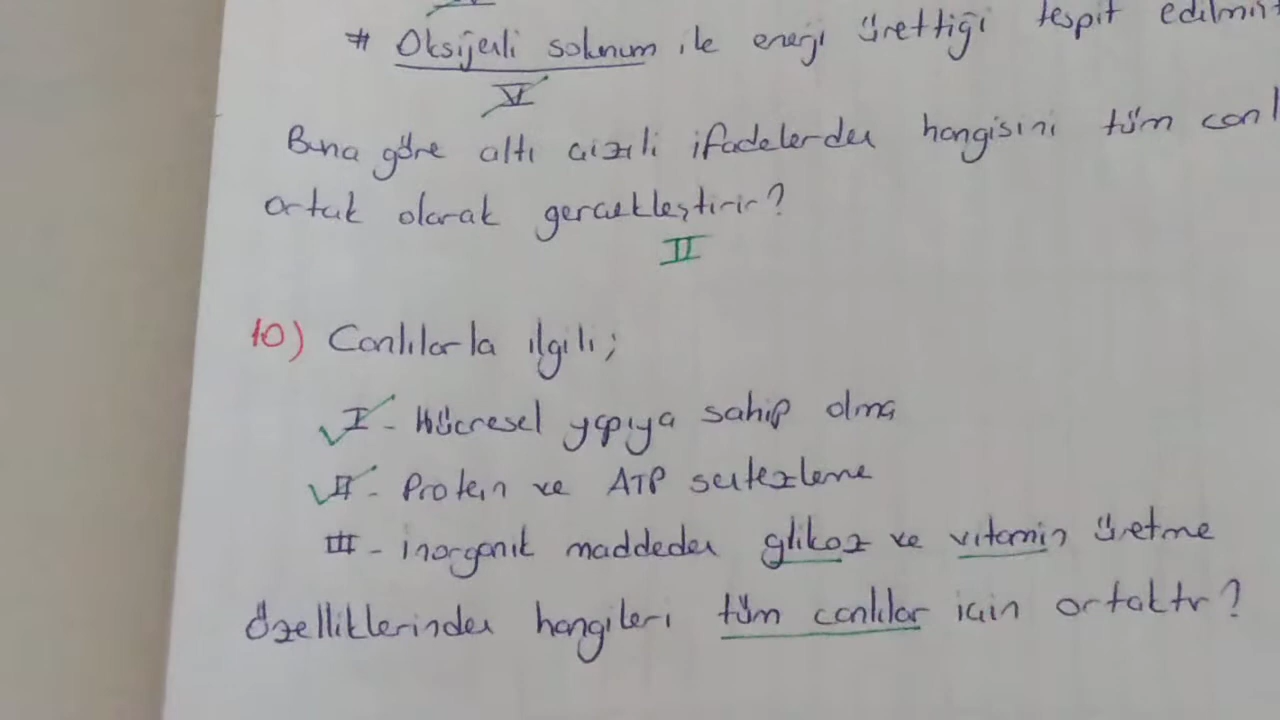 * Oksijenli solunum ile enerji ürettiği tespit edilmişt
V
Buna göre altı çizili ifadelerden hangisini tüm canl
ortak olarak gerçekleştirir?
II
10) Canlılarla ilgili;
I - Hücresel yapıya sahip olma
II - Protein ve ATP sentezleme
III - inorganik maddeden glikoz ve vitamin üretme
özelliklerinden hangileri tüm canlılar için ortaktır?